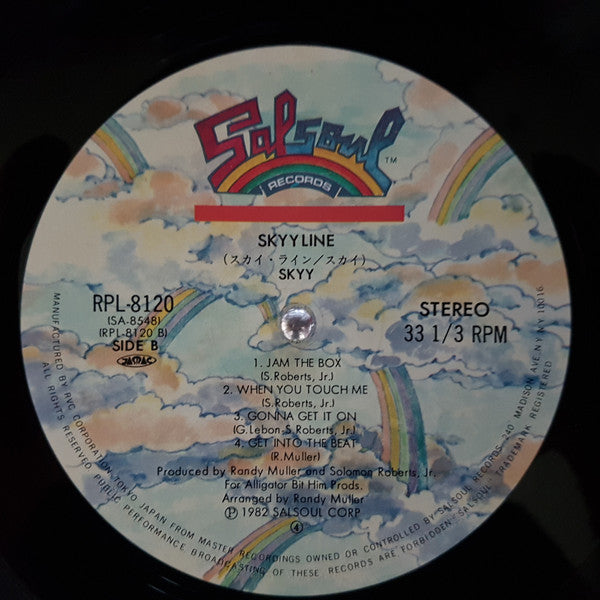 Salsoul TM
RECORDS
SKYYLINE
(スカイ・ライン/スカイ)
SKYY
RPL-8120
(SA-8548)
(RPL-8120 B)
SIDE B
JASRAC
STEREO
33 1/3 RPM
1. JAM THE BOX
(S.Roberts, Jr.)
2. WHEN YOU TOUCH ME
(S.Roberts, Jr.)
3. GONNA GET IT ON
(G.Lebon-S.Roberts, Jr.)
4. GET INTO THE BEAT
(R.Muller)
Produced by Randy Muller and Solomon Roberts, Jr.
For Alligator Bit Him Prods.
Arranged by Randy Muller
Ⓟ 1982 SALSOUL CORP
④
MANUFACTURED BY RVC CORPORATION, TOKYO, JAPAN FROM MASTER RECORDINGS OWNED OR CONTROLLED BY SALSOUL RECORDS 240 MADISON AVE. N.Y. N.Y. 10016
ALL RIGHTS RESERVED PUBLIC PERFORMANCE BROADCASTING OF THESE RECORDS ARE FORBIDDEN. SALSOUL TRADEMARK REGISTERED